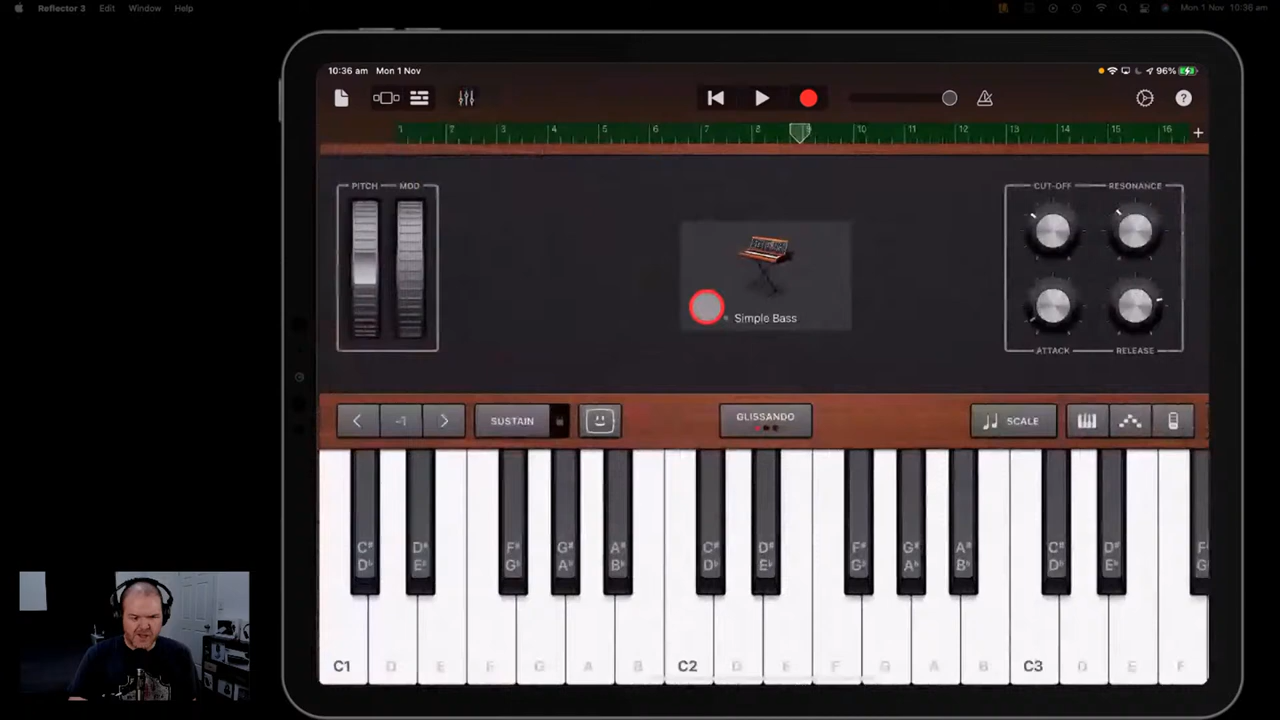 Reflector 3 Edit Window Help
Mon 1 Nov 10:36 am
10:36 am Mon 1 Nov
96%
1 2 3 4 5 6 7 8 9 10 11 12 13 14 15 16 +
PITCH MOD
CUT-OFF RESONANCE
Simple Bass
ATTACK RELEASE
-1
SUSTAIN
GLISSANDO
SCALE
C# D# F# G# A# C# D# F# G# A# C# D# F
D♭ E♭ G♭ A♭ B♭ D♭ E♭ G♭ A♭ B♭ D♭ E♭ G
C1 D E F G A B C2 D E F G A B C3 D E F